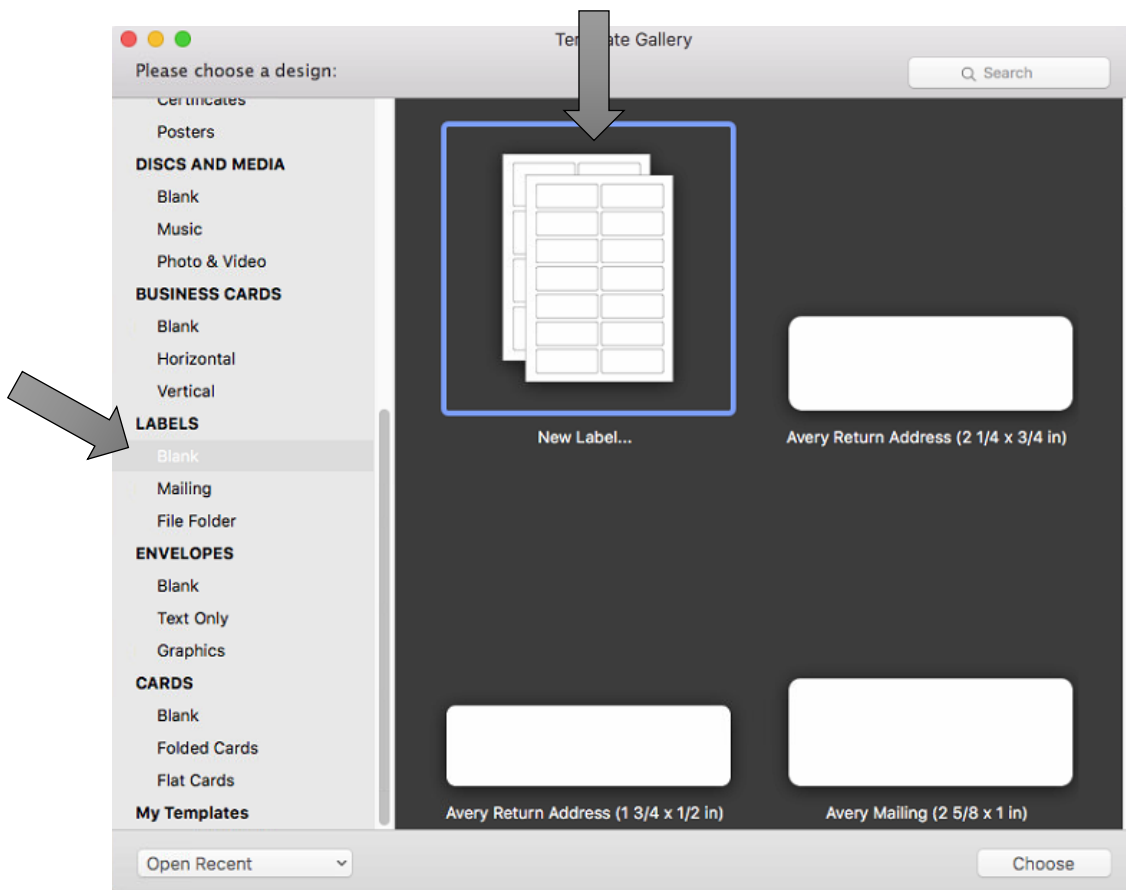 Template Gallery
Please choose a design:
Search
Certificates
Posters
DISCS AND MEDIA
Blank
Music
Photo & Video
BUSINESS CARDS
Blank
Horizontal
Vertical
LABELS
Blank
Mailing
File Folder
ENVELOPES
Blank
Text Only
Graphics
CARDS
Blank
Folded Cards
Flat Cards
My Templates
New Label...
Avery Return Address (2 1/4 x 3/4 in)
Avery Return Address (1 3/4 x 1/2 in)
Avery Mailing (2 5/8 x 1 in)
Open Recent
Choose